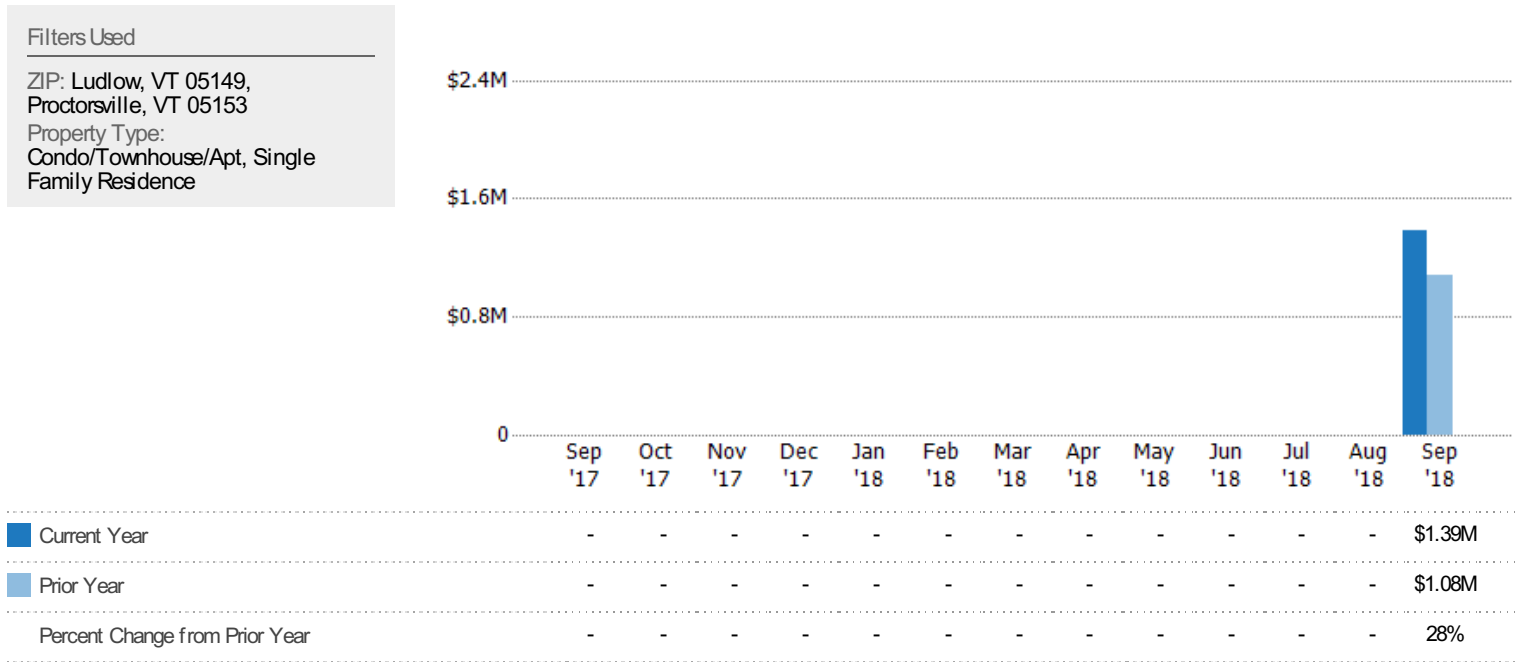 Filters Used
ZIP: Ludlow, VT 05149,
Proctorsville, VT 05153
Property Type:
Condo/Townhouse/Apt, Single
Family Residence
$2.4M
$1.6M
$0.8M
0
Sep Oct Nov Dec Jan Feb Mar Apr May Jun Jul Aug Sep
'17 '17 '17 '17 '18 '18 '18 '18 '18 '18 '18 '18 '18
Current Year - - - - - - - - - - - - $1.39M
Prior Year - - - - - - - - - - - - $1.08M
Percent Change from Prior Year - - - - - - - - - - - - 28%